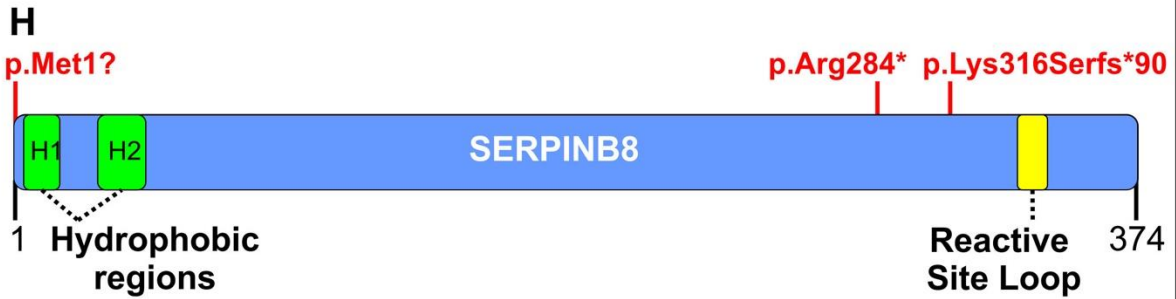 H
p.Met1?
p.Arg284* p.Lys316Serfs*90
H1
H2
SERPINB8
1
Hydrophobic
regions
Reactive
Site Loop
374